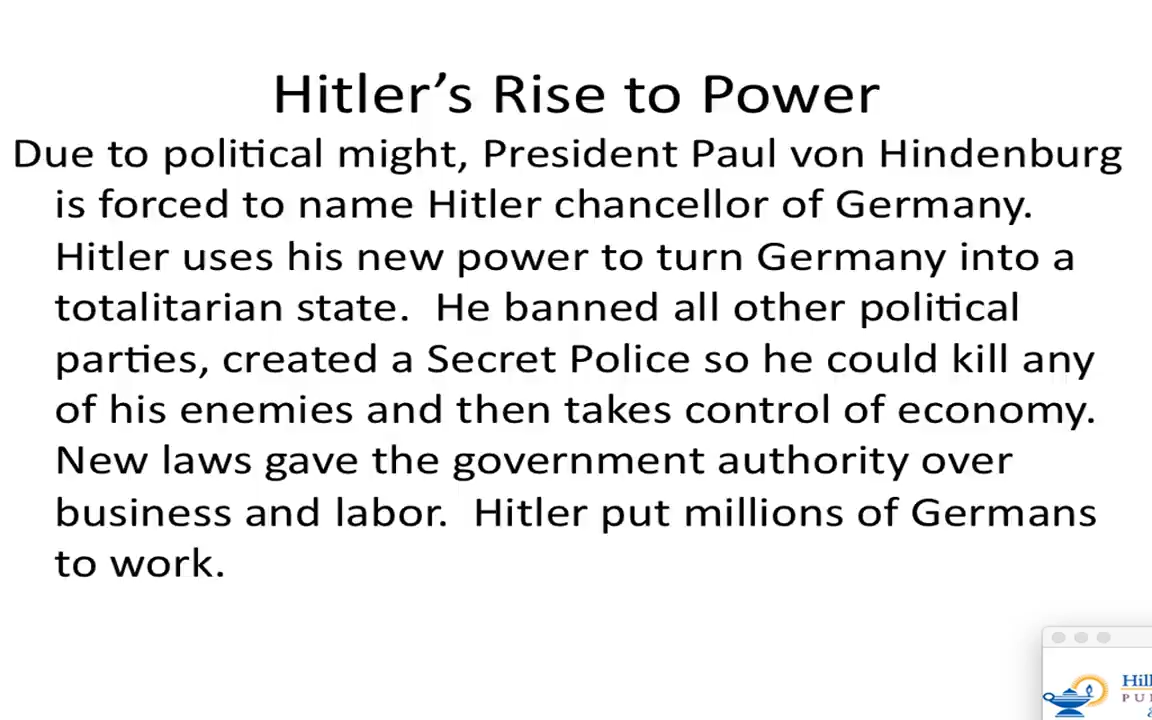 Hitler’s Rise to Power
Due to political might, President Paul von Hindenburg
is forced to name Hitler chancellor of Germany.
Hitler uses his new power to turn Germany into a
totalitarian state.  He banned all other political
parties, created a Secret Police so he could kill any
of his enemies and then takes control of economy.
New laws gave the government authority over
business and labor.  Hitler put millions of Germans
to work.